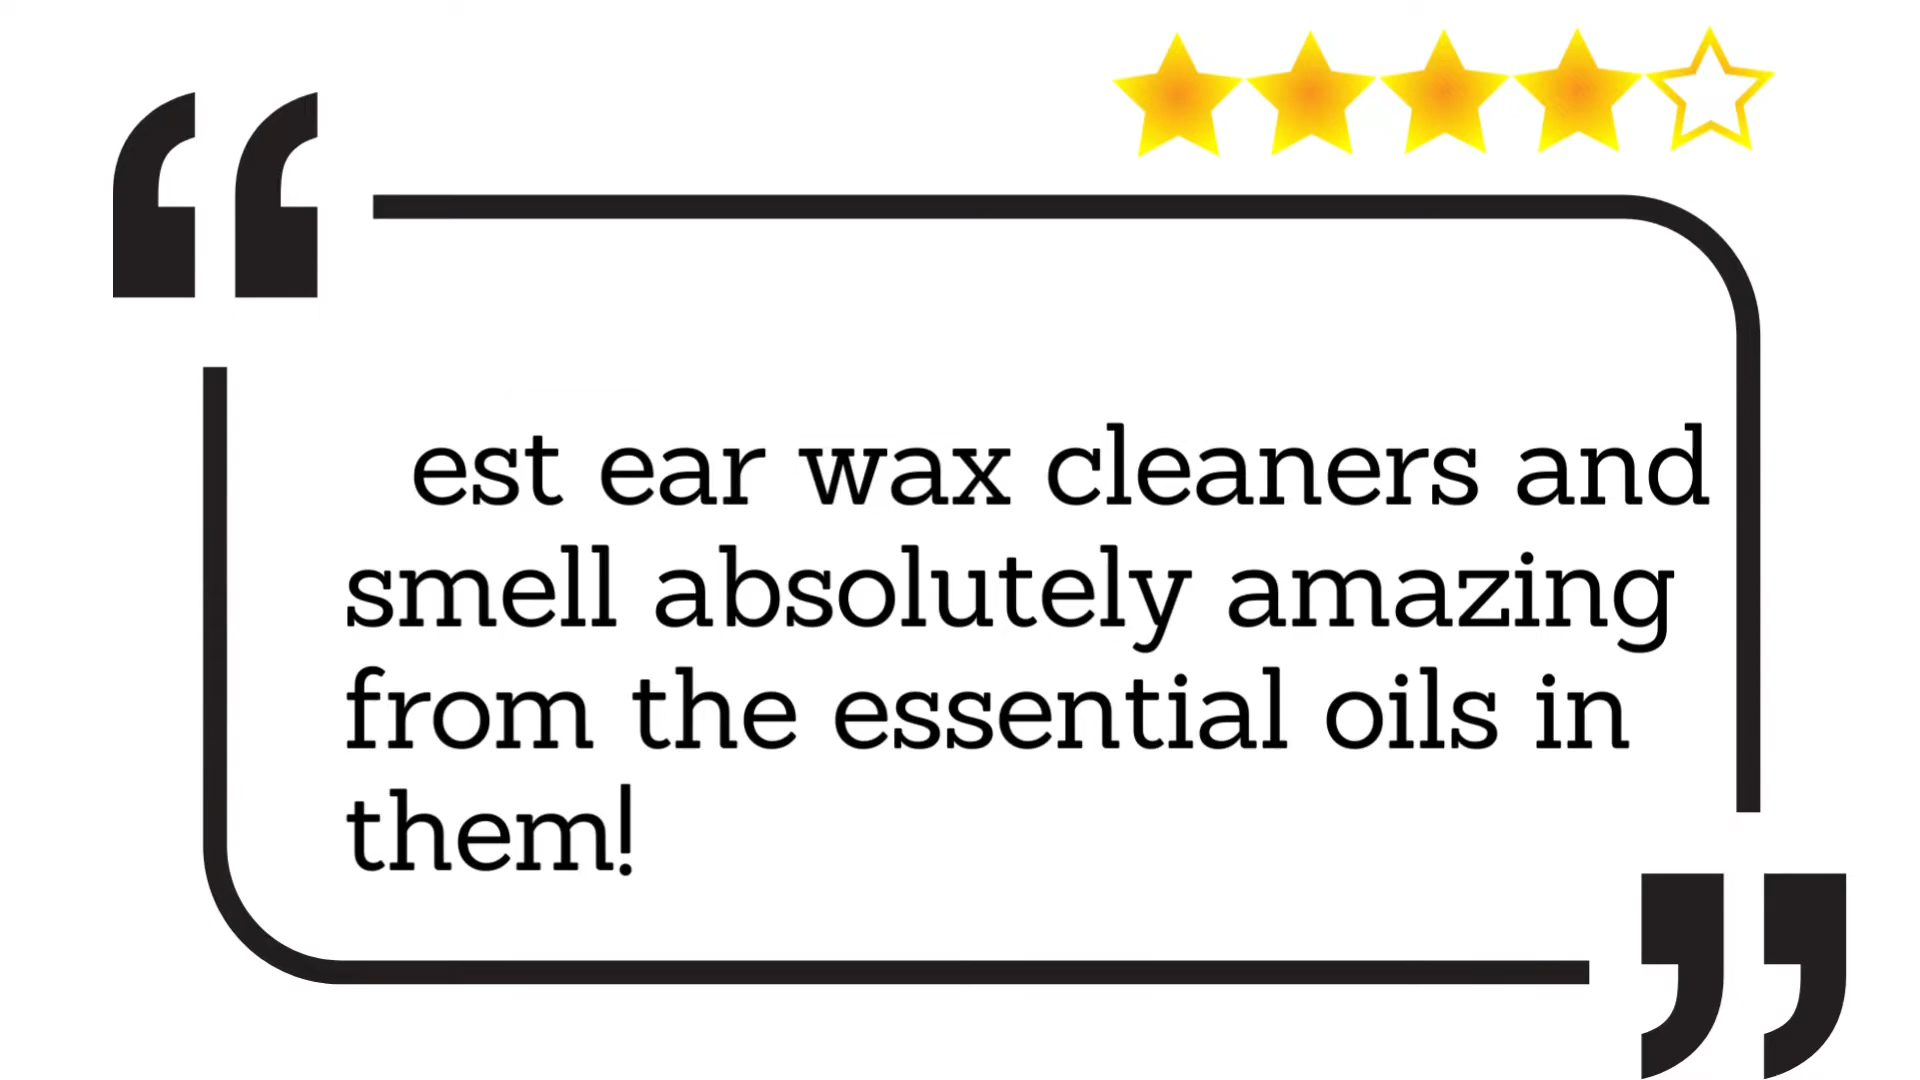 est ear wax cleaners and
smell absolutely amazing
from the essential oils in
them!